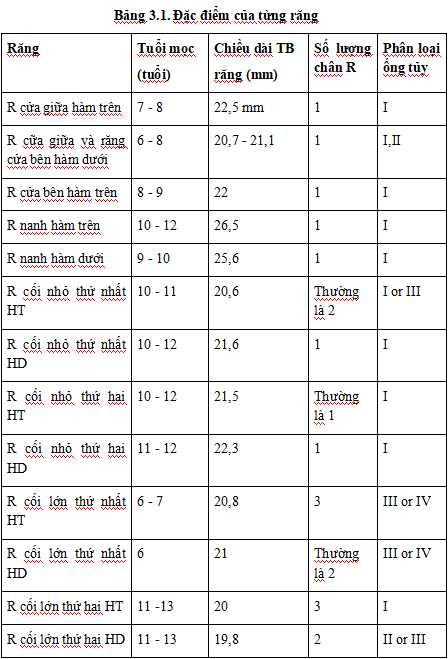 Bảng 3.1. Đặc điểm của từng răng
Răng Tuổi mọc (tuổi) Chiều dài TB răng (mm) Số lượng chân R Phân loại ống tủy
R cửa giữa hàm trên 7 - 8 22,5 mm 1 I
R cữa giữa và răng cửa bên hàm dưới 6 - 8 20,7 - 21,1 1 I,II
R cửa bên hàm trên 8 - 9 22 1 I
R nanh hàm trên 10 - 12 26,5 1 I
R nanh hàm dưới 9 - 10 25,6 1 I
R cối nhỏ thứ nhất HT 10 - 11 20,6 Thường là 2 I or III
R cối nhỏ thứ nhất HD 10 - 12 21,6 1 I
R cối nhỏ thứ hai HT 10 - 12 21,5 Thường là 1 I
R cối nhỏ thứ hai HD 11 - 12 22,3 1 I
R cối lớn thứ nhất HT 6 - 7 20,8 3 III or IV
R cối lớn thứ nhất HD 6 21 Thường là 2 III or IV
R cối lớn thứ hai HT 11 -13 20 3 I
R cối lớn thứ hai HD 11 - 13 19,8 2 II or III